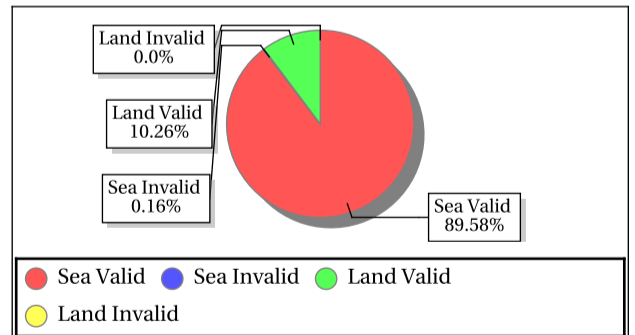 Land Invalid
0.0%
Land Valid
10.26%
Sea Invalid
0.16%
Sea Valid
89.58%
Sea Valid Sea Invalid Land Valid
Land Invalid